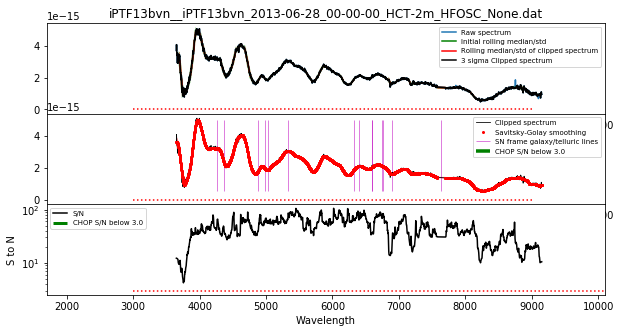 iPTF13bvn__iPTF13bvn_2013-06-28_00-00-00_HCT-2m_HFOSC_None.dat
1e−15
4
2
0
Raw spectrum
Initial rolling median/std
Rolling median/std of clipped spectrum
3 sigma Clipped spectrum
1e−15
4
2
0
Clipped spectrum
Savitsky-Golay smoothing
SN frame galaxy/telluric lines
CHOP S/N below 3.0
S to N
10²
10¹
S/N
CHOP S/N below 3.0
2000 3000 4000 5000 6000 7000 8000 9000 10000
Wavelength